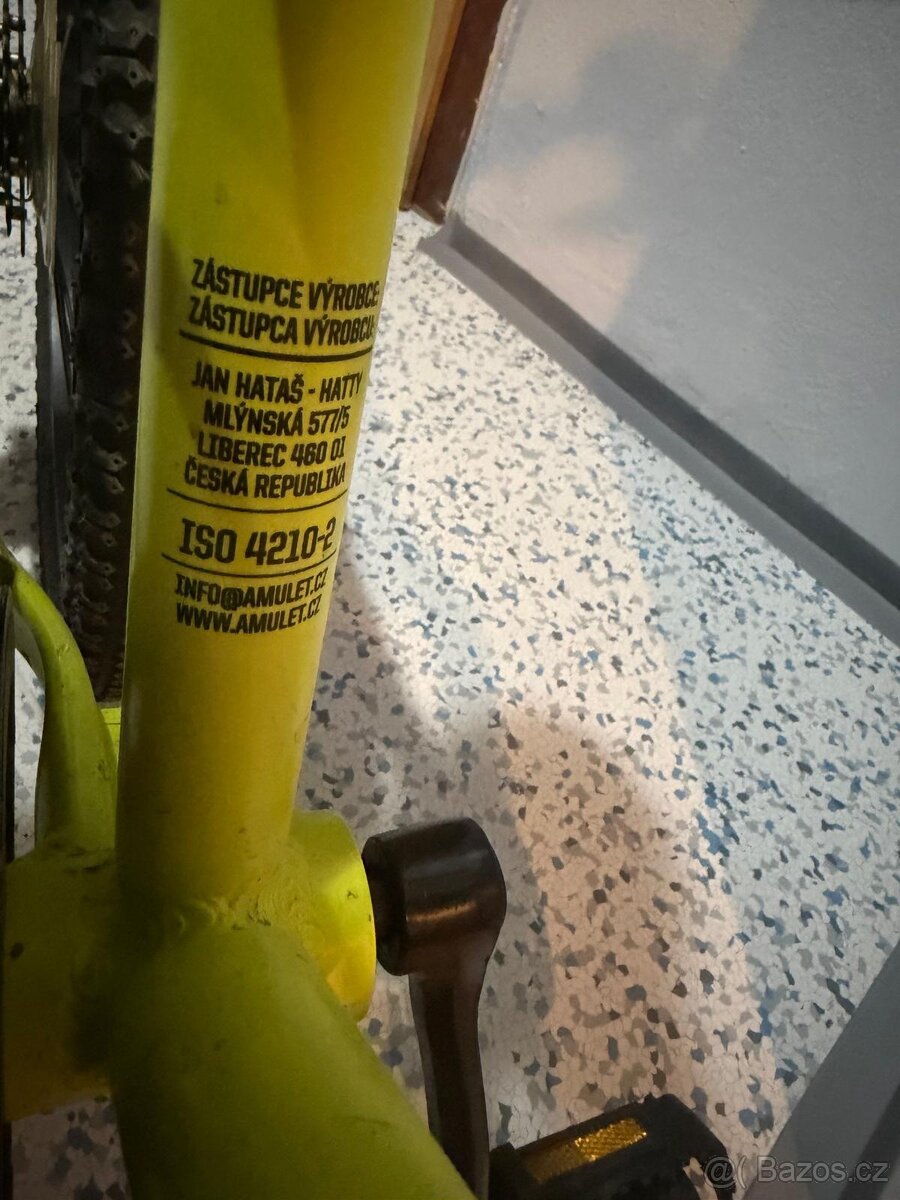 ZÁSTUPCE VÝROBCE:
ZÁSTUPCA VÝROBCU:
JAN HATAŠ - HATTY
MLÝNSKÁ 577/5
LIBEREC 460 01
ČESKÁ REPUBLIKA
ISO 4210-2
INFO@AMULET.CZ
WWW.AMULET.CZ
@( Bazos.cz